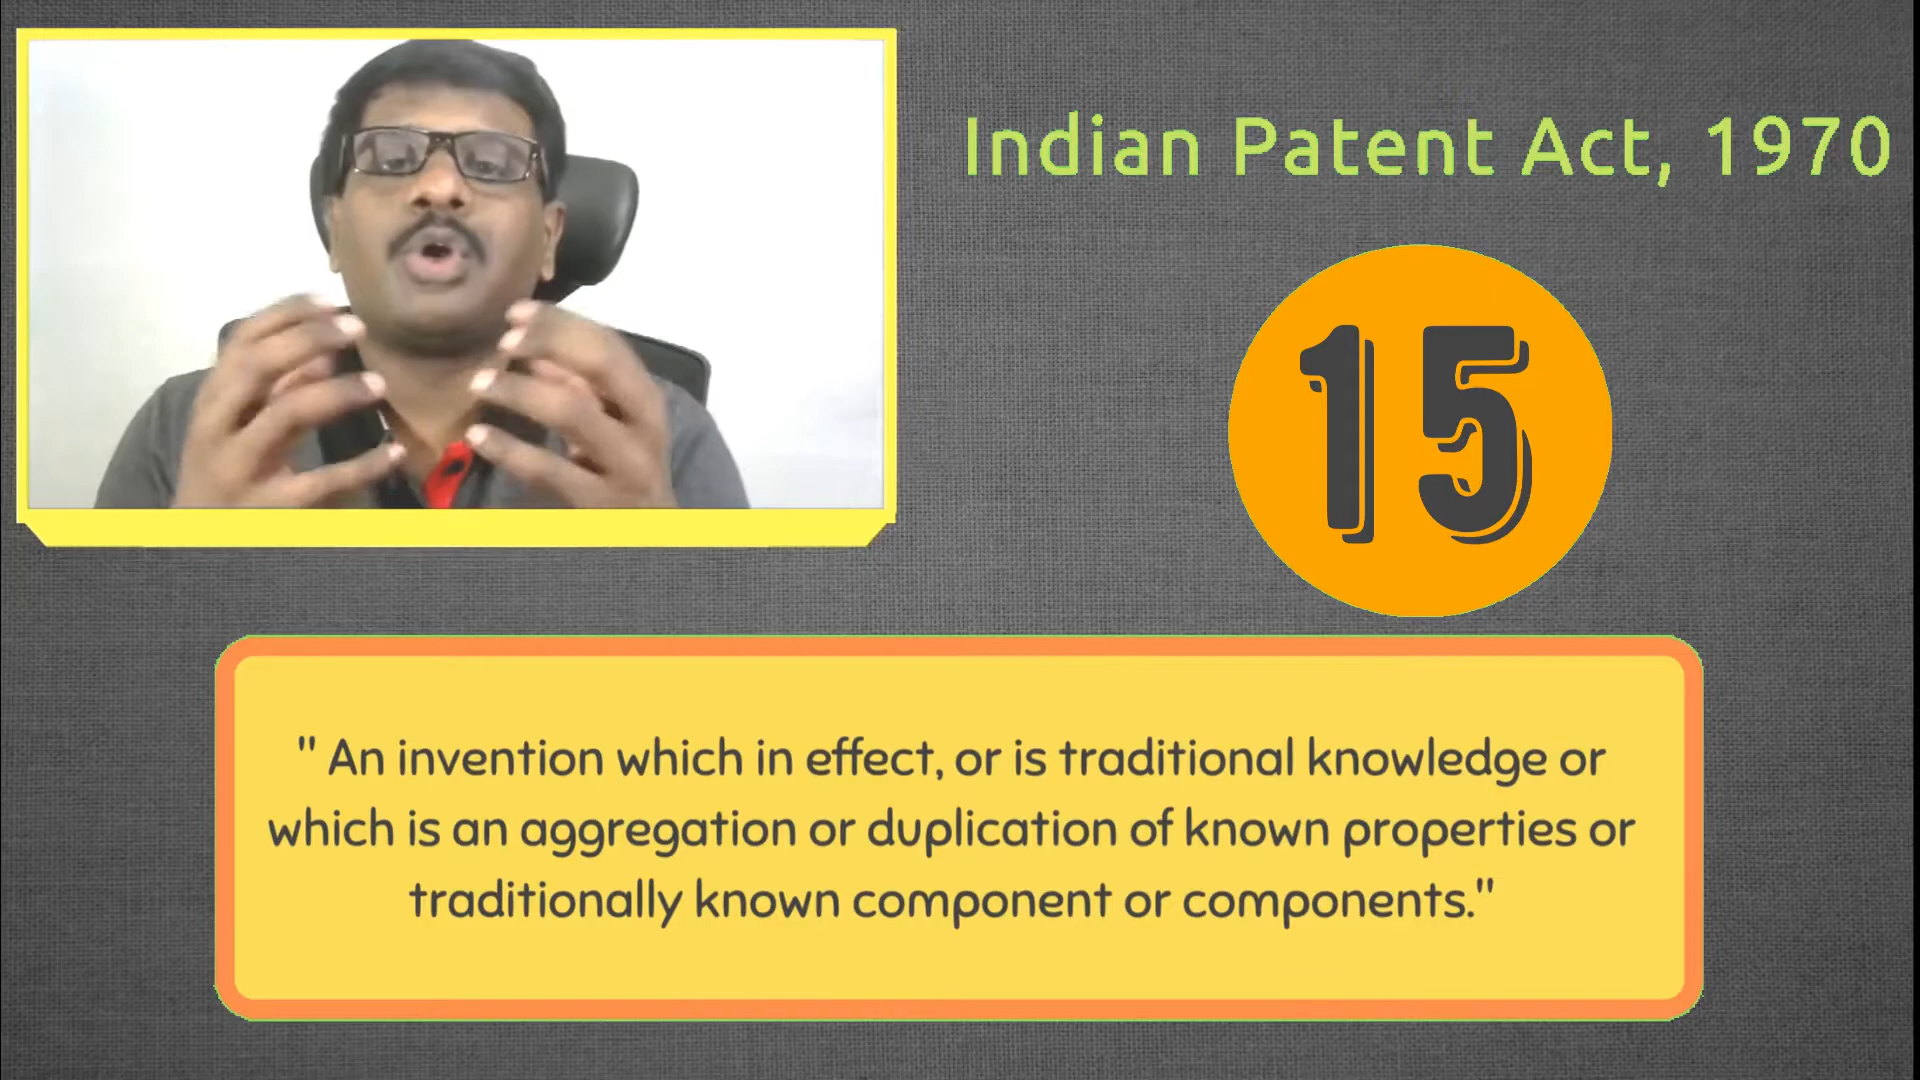 Indian Patent Act, 1970
15
" An invention which in effect, or is traditional knowledge or
which is an aggregation or duplication of known properties or
traditionally known component or components."